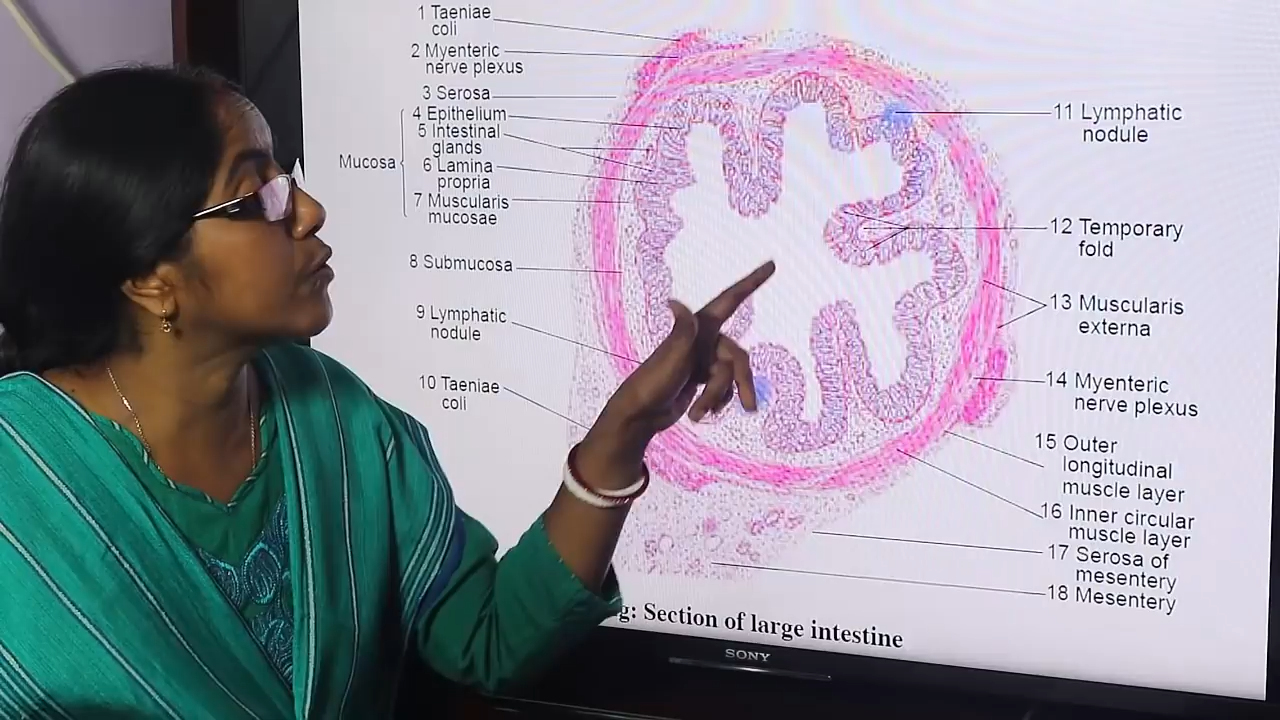 1 Taeniae
coli
2 Myenteric
nerve plexus
3 Serosa
4 Epithelium
5 Intestinal
glands
Mucosa
6 Lamina
propria
7 Muscularis
mucosae
8 Submucosa
9 Lymphatic
nodule
10 Taeniae
coli
11 Lymphatic
nodule
12 Temporary
fold
13 Muscularis
externa
14 Myenteric
nerve plexus
15 Outer
longitudinal
muscle layer
16 Inner circular
muscle layer
17 Serosa of
mesentery
18 Mesentery
g: Section of large intestine
SONY